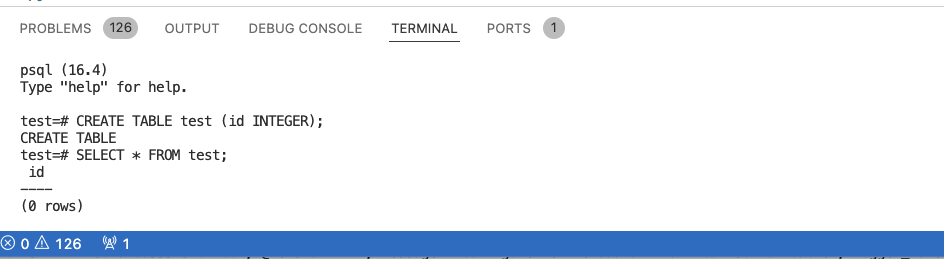 PROBLEMS 126 OUTPUT DEBUG CONSOLE TERMINAL PORTS 1
psql (16.4)
Type "help" for help.
test=# CREATE TABLE test (id INTEGER);
CREATE TABLE
test=# SELECT * FROM test;
id
----
(0 rows)
0 126 1